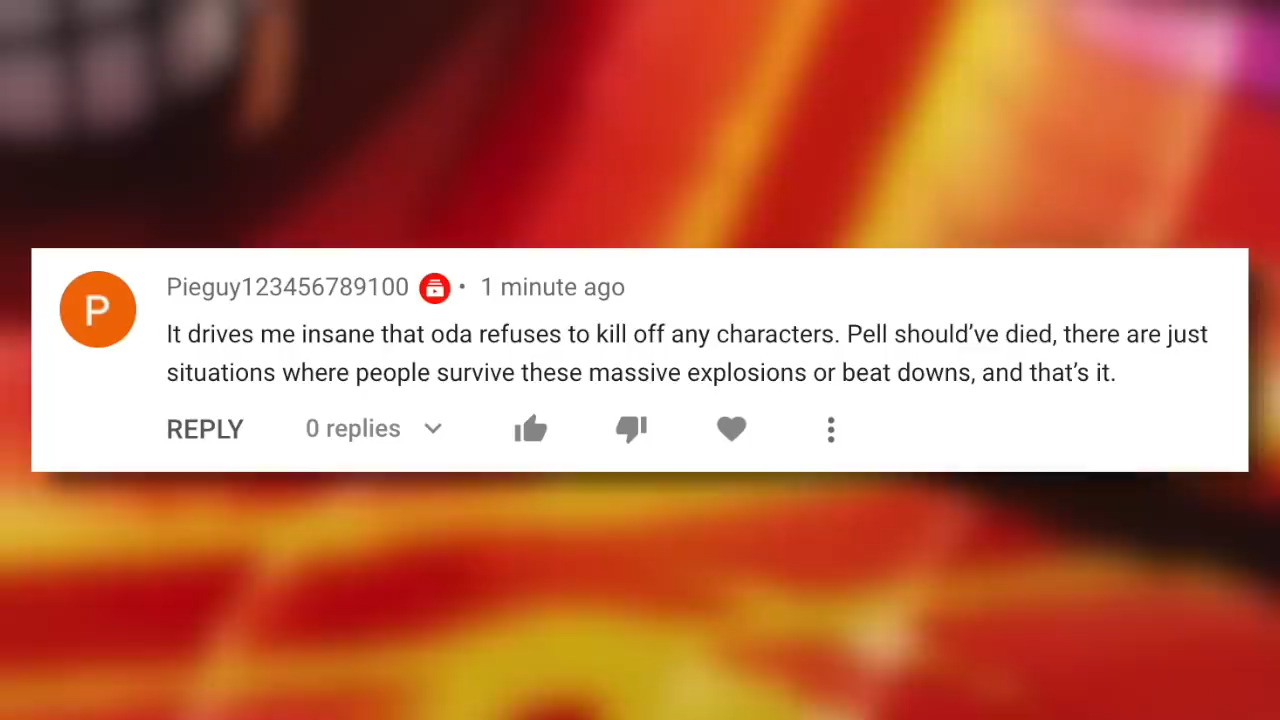 P
Pieguy123456789100 • 1 minute ago
It drives me insane that oda refuses to kill off any characters. Pell should’ve died, there are just
situations where people survive these massive explosions or beat downs, and that’s it.
REPLY 0 replies